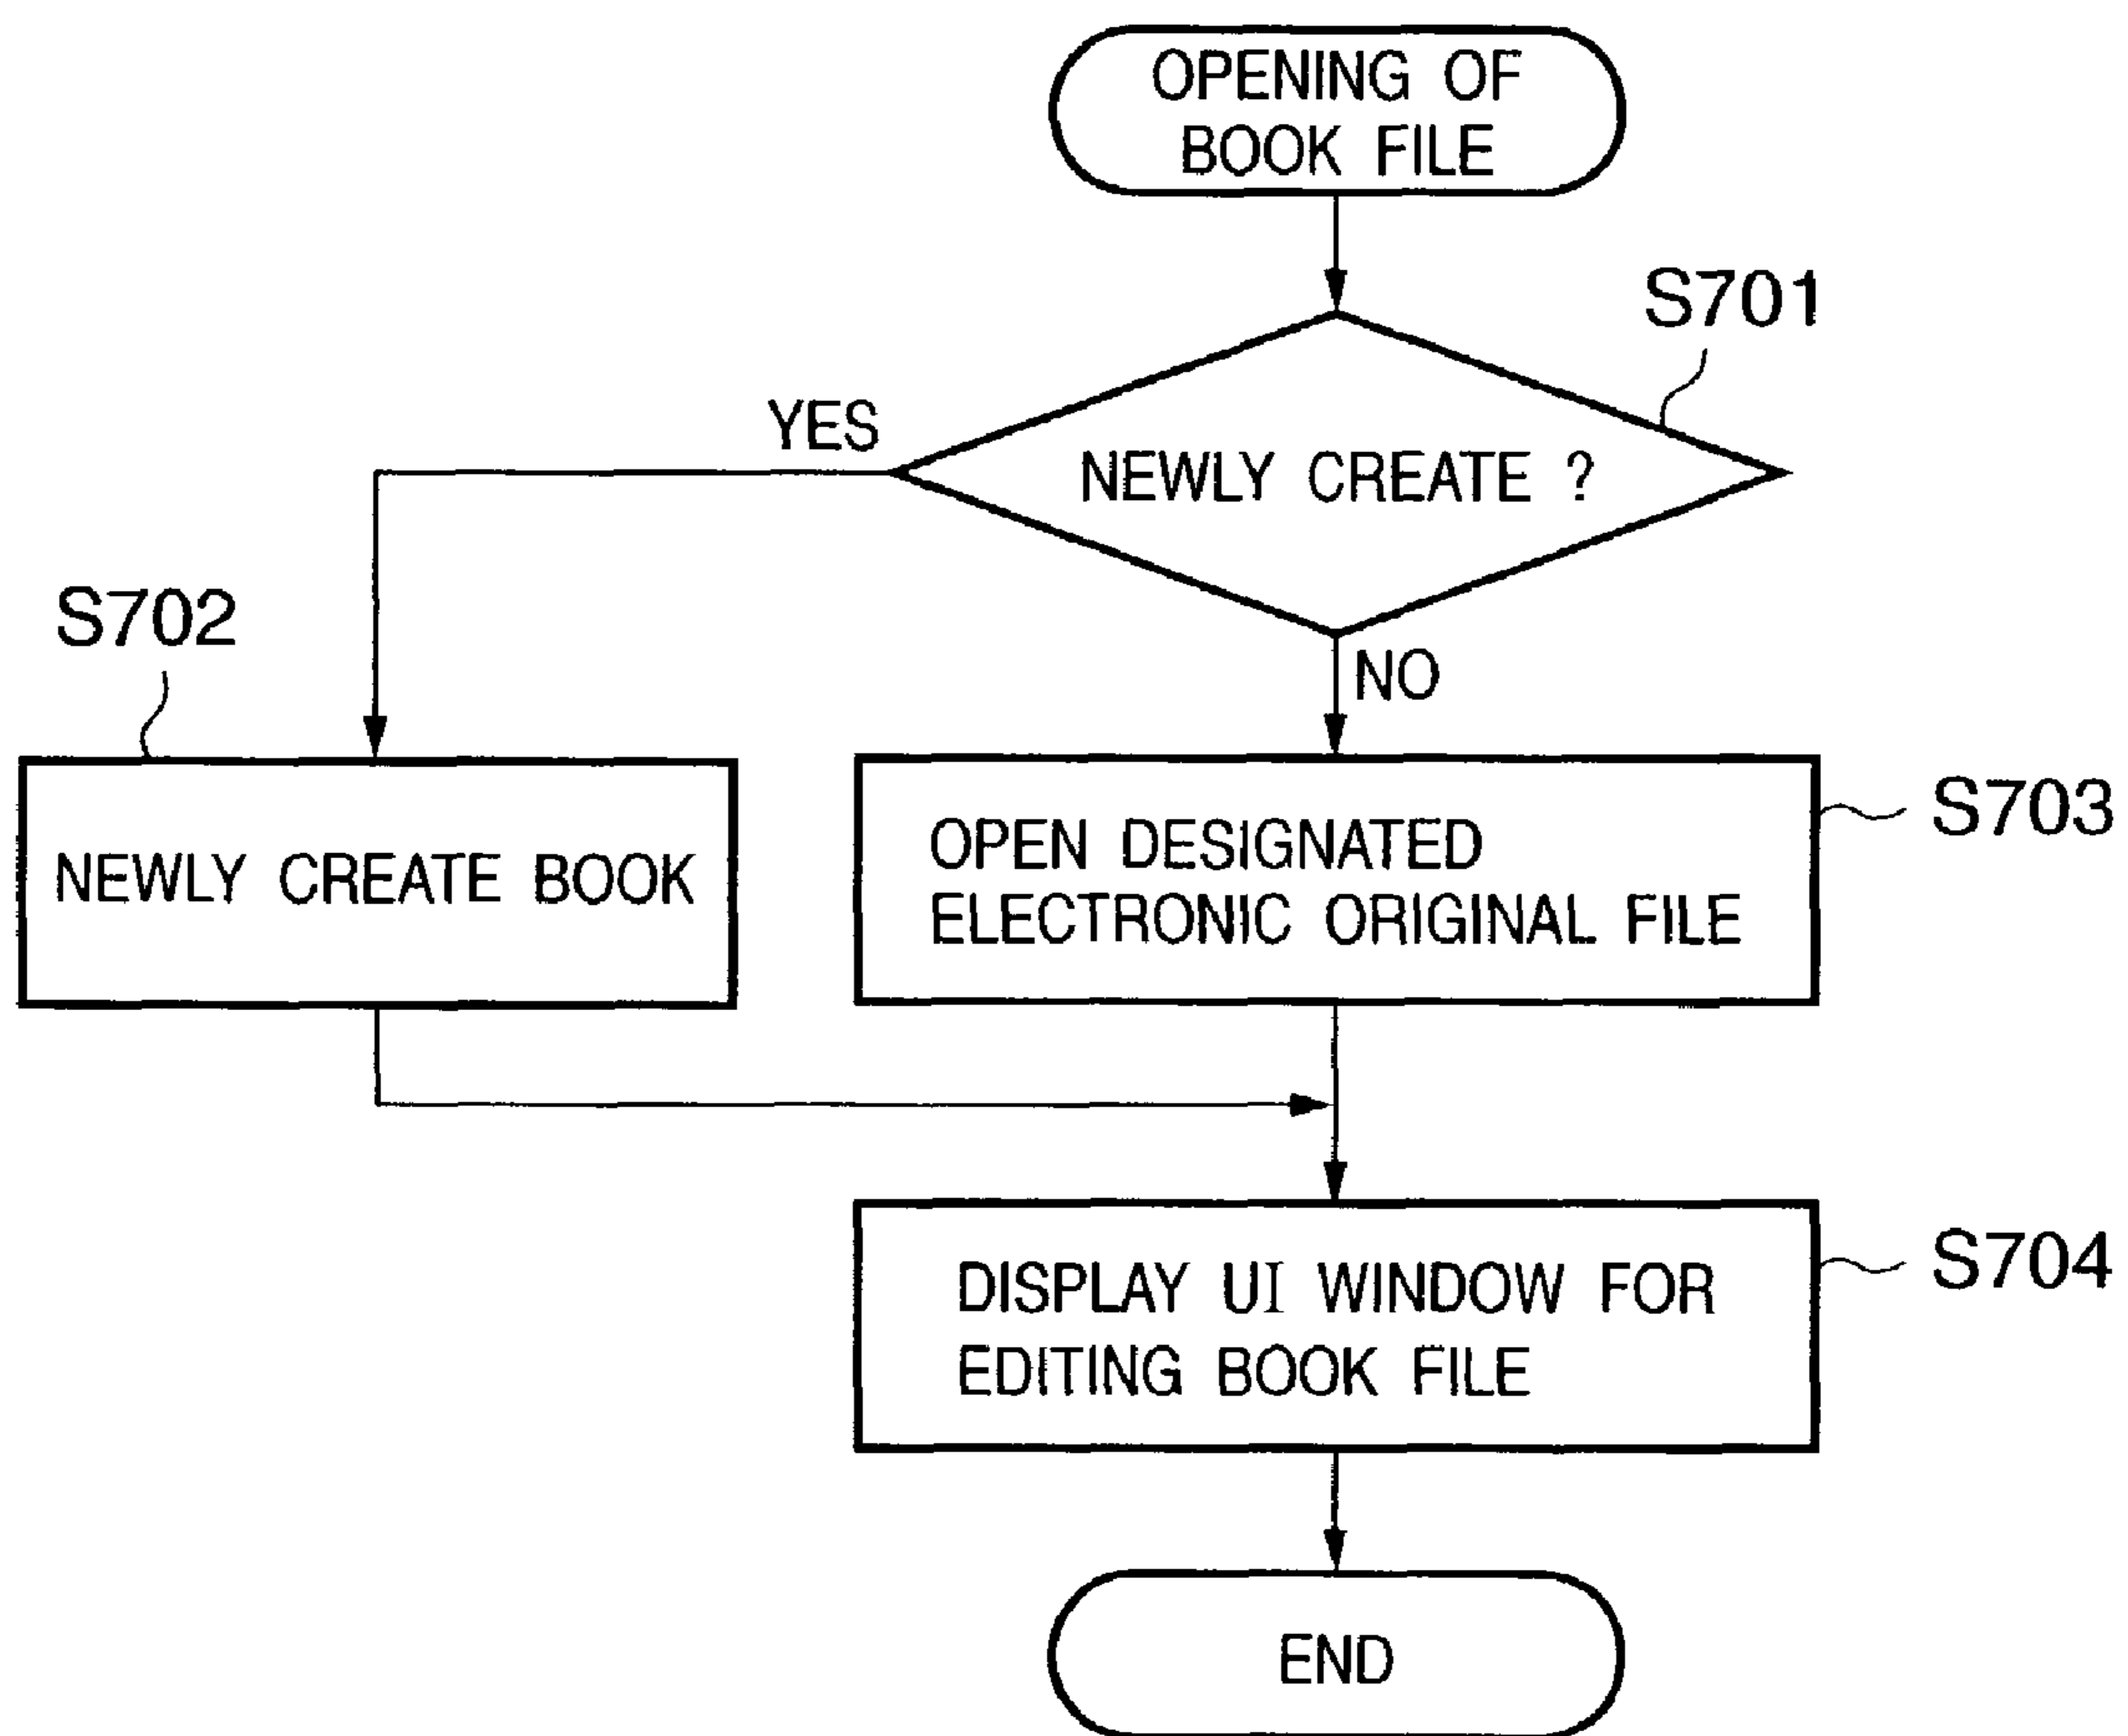 OPENING OF
BOOK FILE
S701
YES
NEWLY CREATE ?
S702
NO
NEWLY CREATE BOOK
OPEN DESIGNATED
ELECTRONIC ORIGINAL FILE
S703
DISPLAY UI WINDOW FOR
EDITING BOOK FILE
S704
END